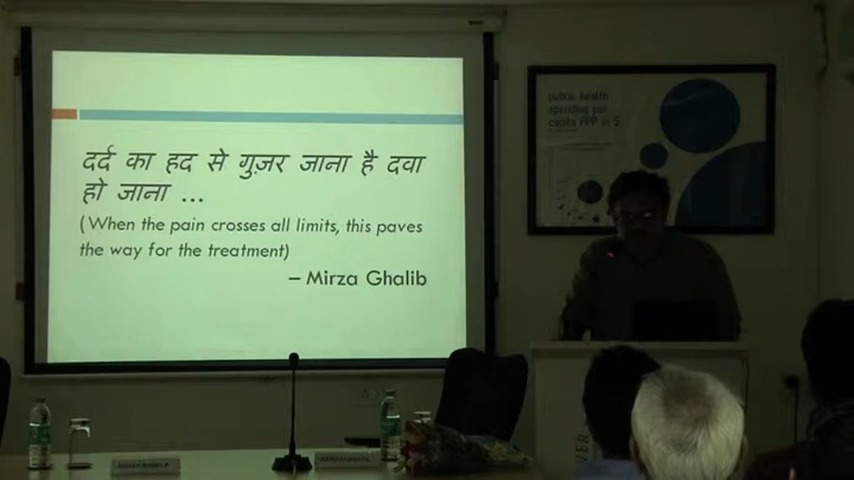 दर्द का हद से गुज़र जाना है दवा
हो जाना ...
(When the pain crosses all limits, this paves
the way for the treatment)
– Mirza Ghalib
public health
spending per
capita PPP in $